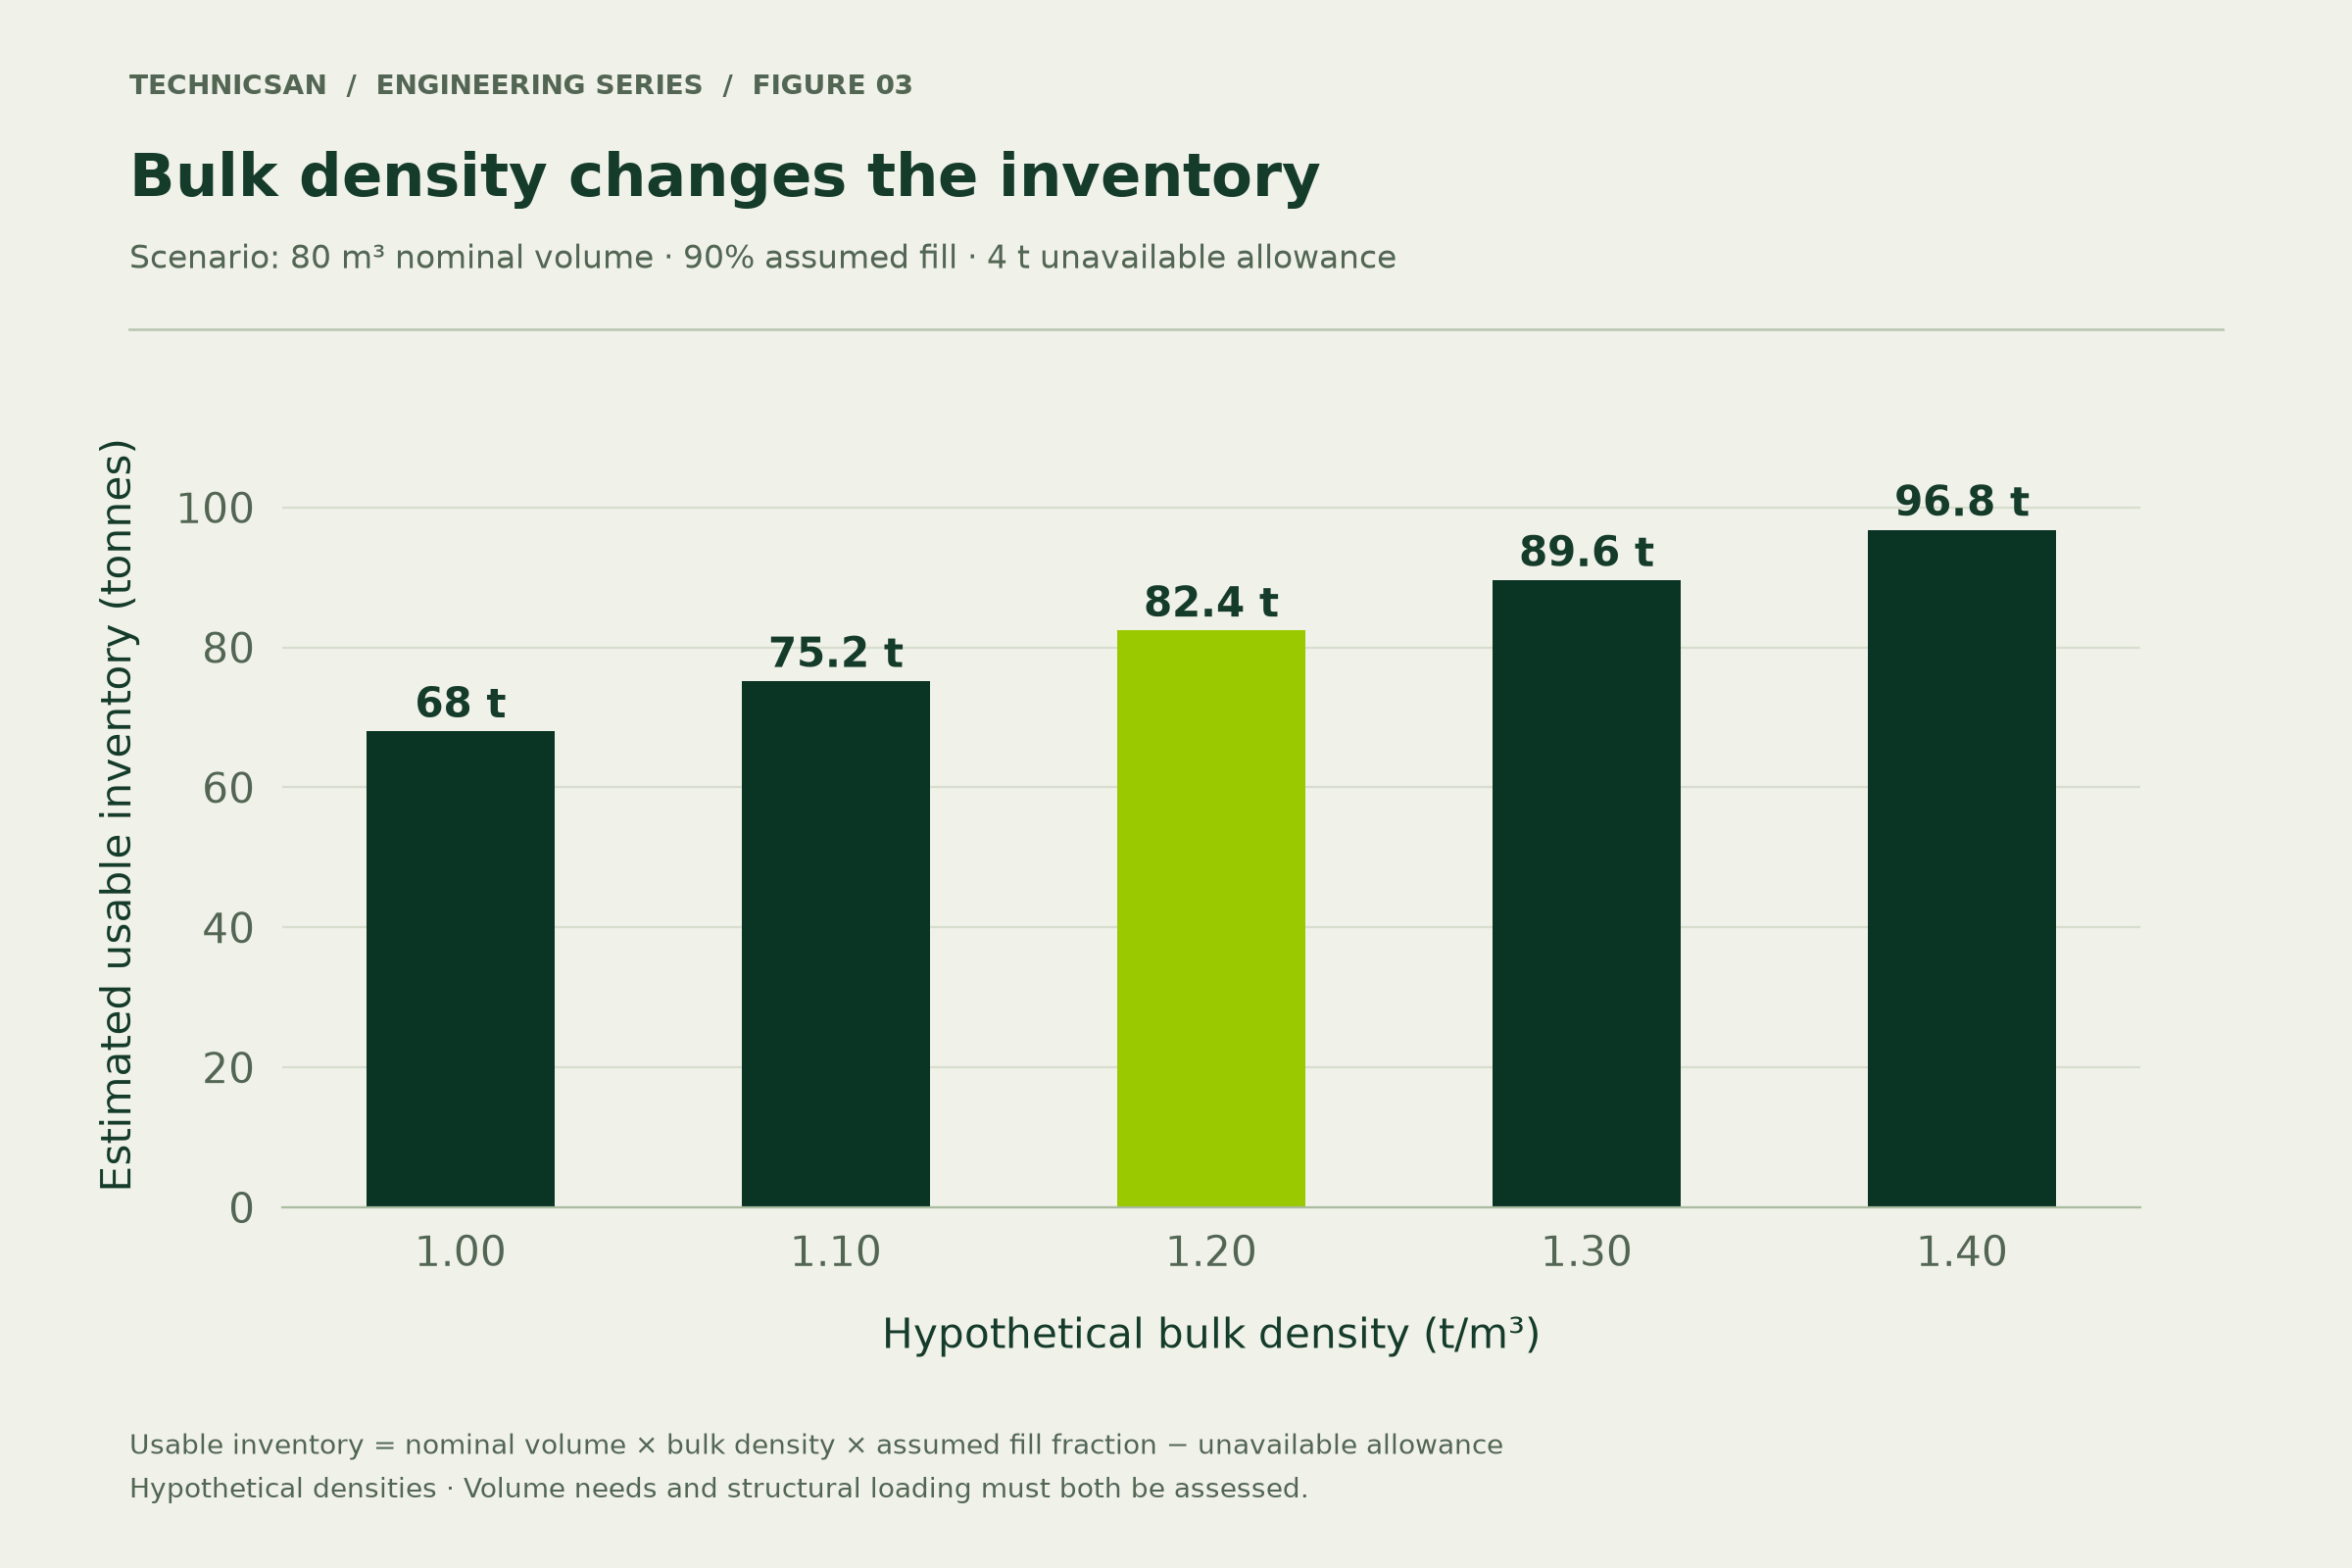 TECHNICSAN / ENGINEERING SERIES / FIGURE 03
Bulk density changes the inventory
Scenario: 80 m³ nominal volume · 90% assumed fill · 4 t unavailable allowance
Estimated usable inventory (tonnes)
100
80
60
40
20
0
68 t
75.2 t
82.4 t
89.6 t
96.8 t
1.00
1.10
1.20
1.30
1.40
Hypothetical bulk density (t/m³)
Usable inventory = nominal volume × bulk density × assumed fill fraction − unavailable allowance
Hypothetical densities · Volume needs and structural loading must both be assessed.